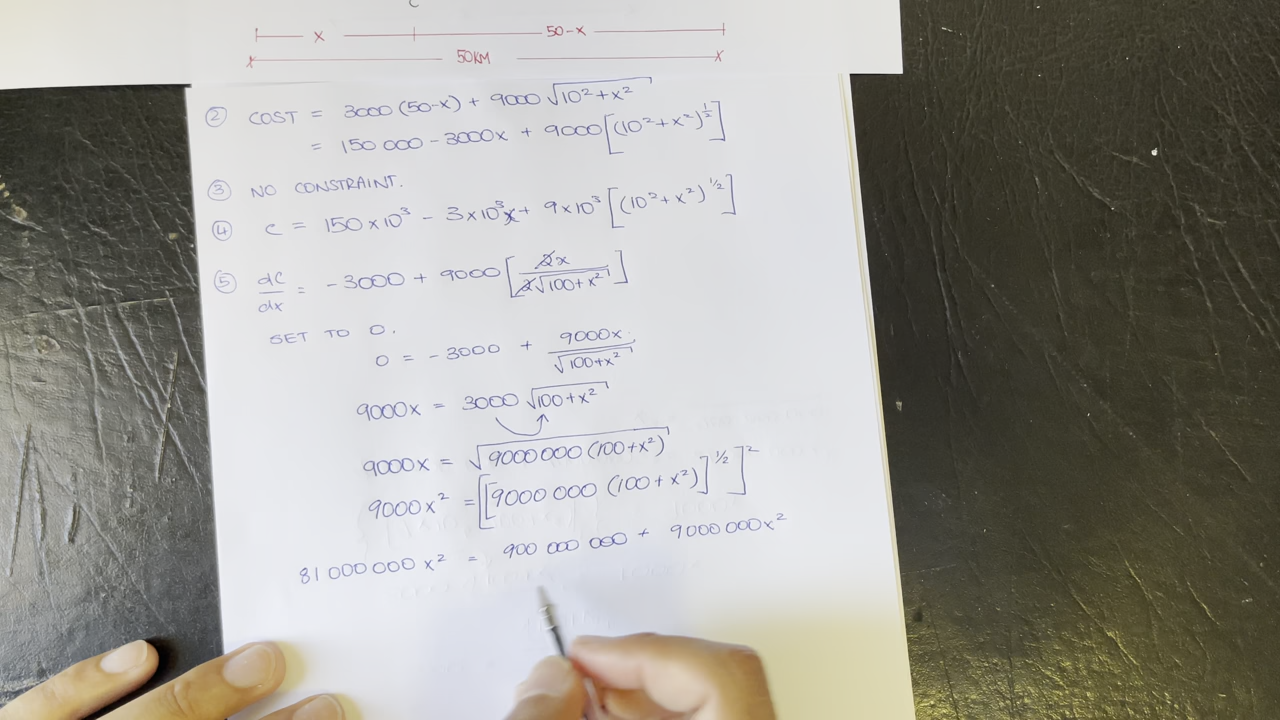 C
x 50-x
x 50KM x
② COST = 3000 (50-x) + 9000 √(10² + x²)
= 150 000 - 3000x + 9000 [(10² + x²)^½]
③ NO CONSTRAINT.
④ C = 150 x 10³ - 3 x 10³x + 9 x 10³ [(10² + x²)^1/2]
⑤ dC/dx = -3000 + 9000 [2x / 2√(100 + x²)]
SET TO 0.
0 = -3000 + 9000x / √(100+x²)
9000x = 3000 √(100+x²)
9000x = √(9000 000 (100+x²))
9000x² = [[9000 000 (100 + x²)]^1/2]²
81 000 000 x² = 900 000 000 + 9000 000x²